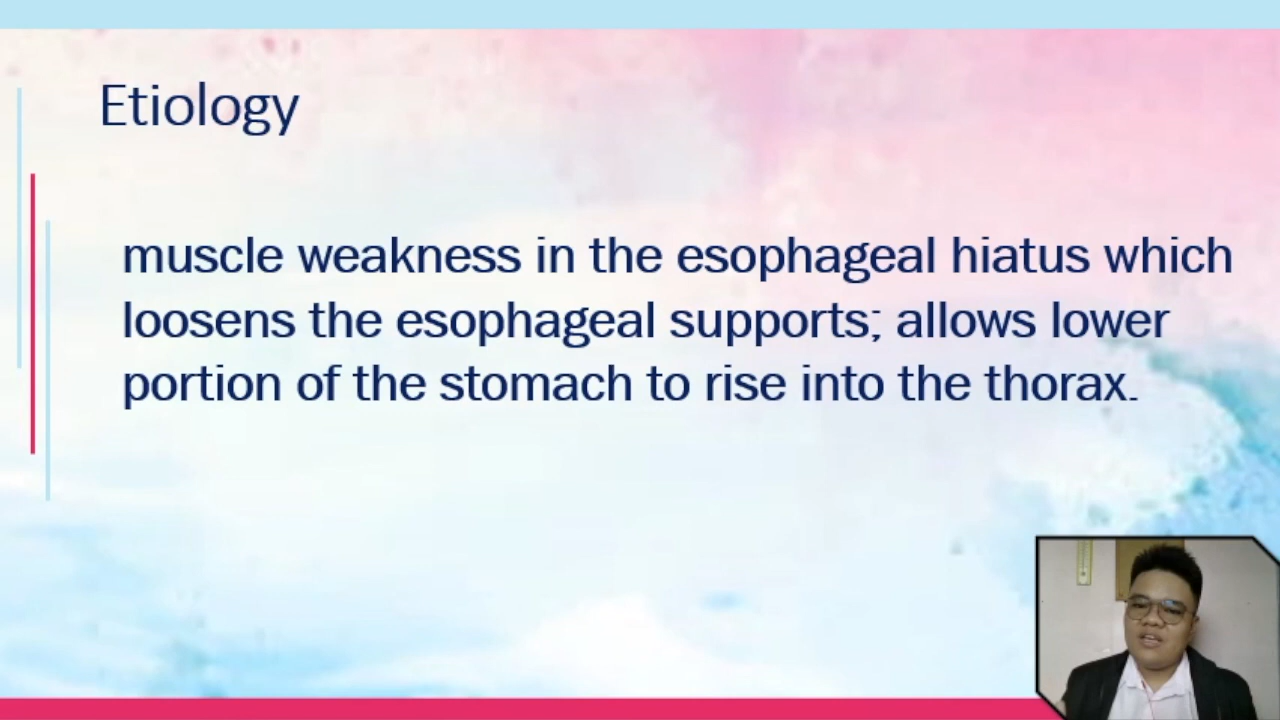 Etiology
muscle weakness in the esophageal hiatus which
loosens the esophageal supports; allows lower
portion of the stomach to rise into the thorax.